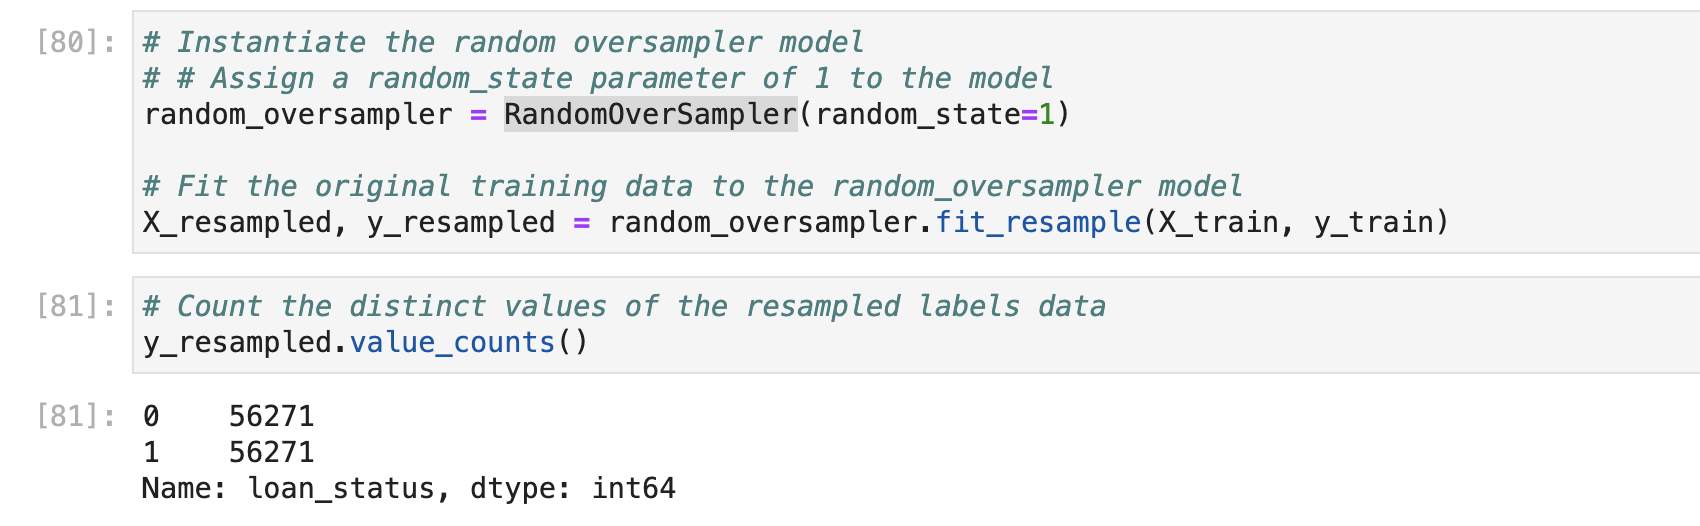 [80]: # Instantiate the random oversampler model
# # Assign a random_state parameter of 1 to the model
random_oversampler = RandomOverSampler(random_state=1)
# Fit the original training data to the random_oversampler model
X_resampled, y_resampled = random_oversampler.fit_resample(X_train, y_train)
[81]: # Count the distinct values of the resampled labels data
y_resampled.value_counts()
[81]: 0    56271
1    56271
Name: loan_status, dtype: int64